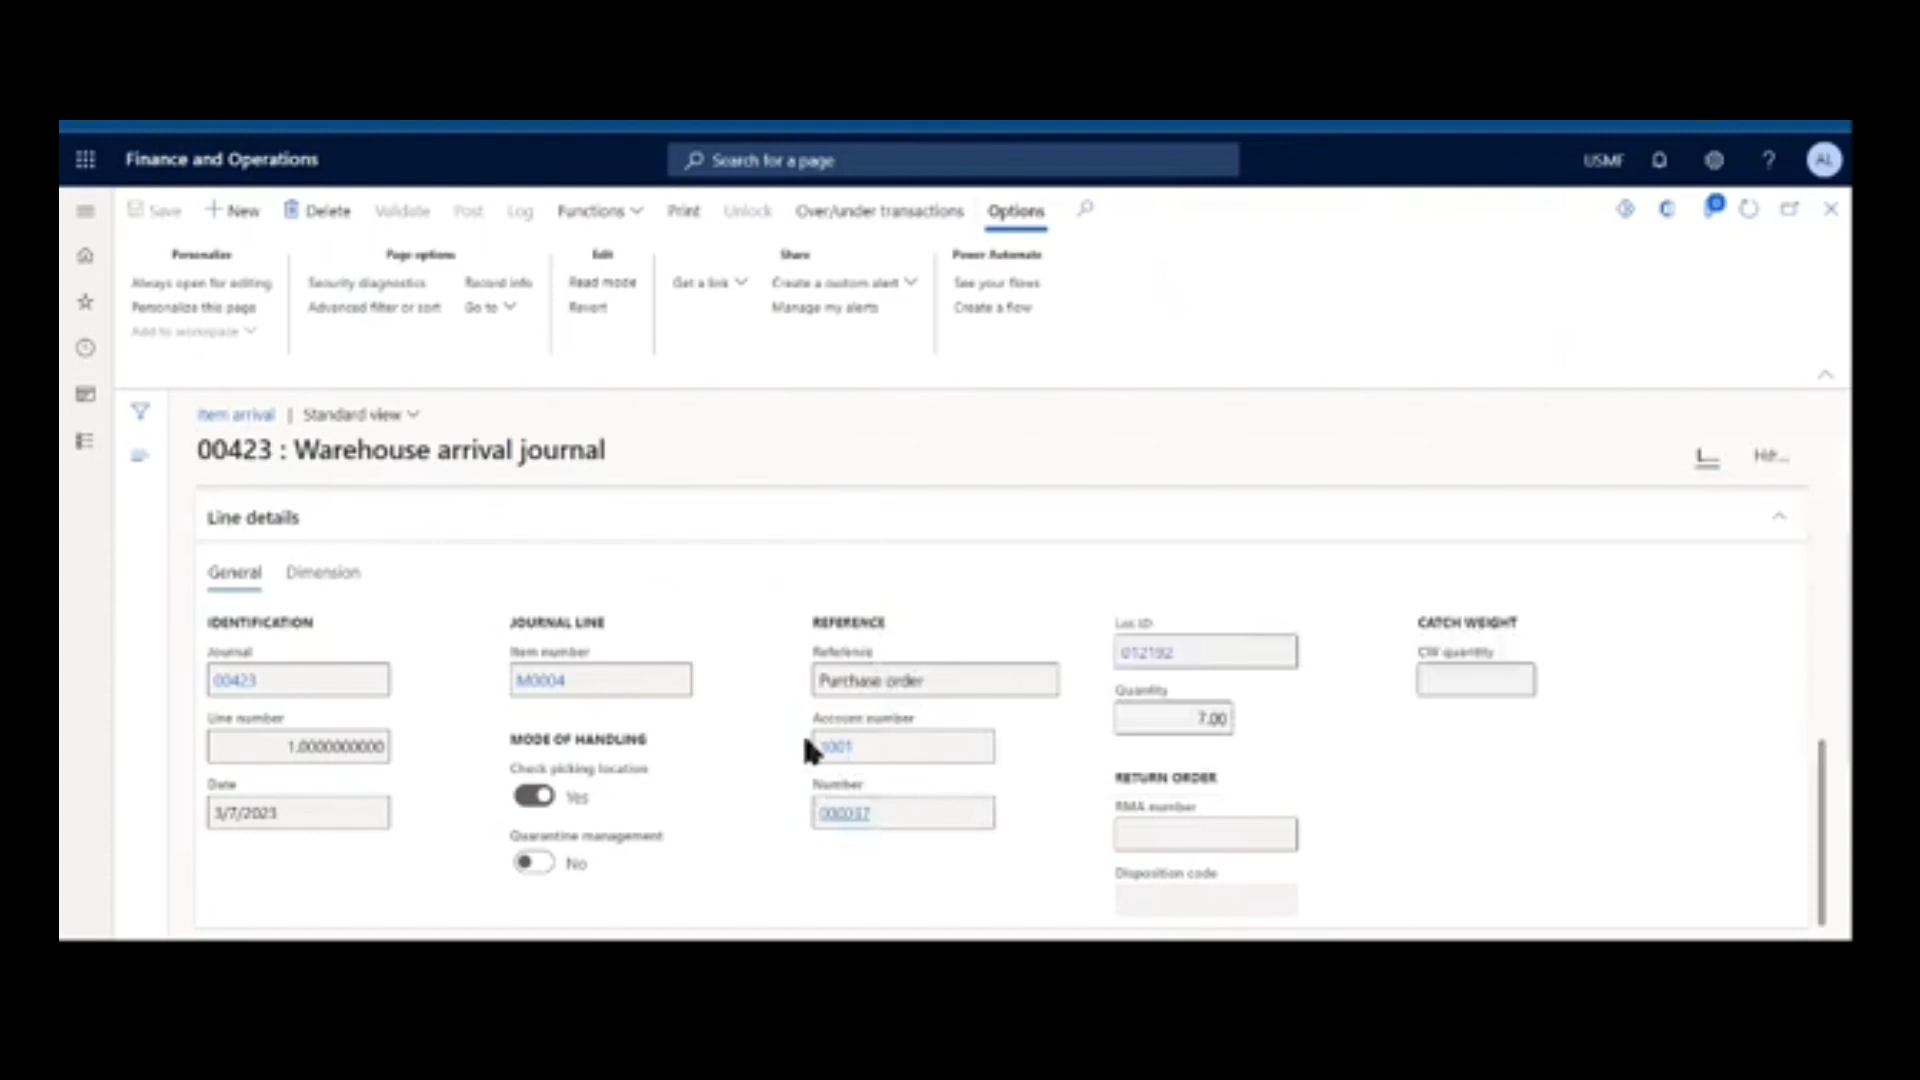 Finance and Operations
Search for a page
USMF
AL
Save
New
Delete
Validate
Post
Log
Functions
Print
Unlock
Over/under transactions
Options
Personalize
Always open for editing
Personalize this page
Add to workspace
Page options
Security diagnostics
Advanced filter or sort
Record info
Go to
Edit
Read mode
Revert
Share
Get a link
Create a custom alert
Manage my alerts
Power Automate
See your flows
Create a flow
Item arrival | Standard view
00423 : Warehouse arrival journal
L...
Line details
General
Dimension
IDENTIFICATION
Journal
00423
Line number
1.0000000000
Date
3/7/2023
JOURNAL LINE
Item number
M0004
MODE OF HANDLING
Check picking location
Yes
Quarantine management
No
REFERENCE
Reference
Purchase order
Account number
1001
Number
Lot ID
012192
Quantity
7.00
RETURN ORDER
RMA number
Disposition code
CATCH WEIGHT
CW quantity